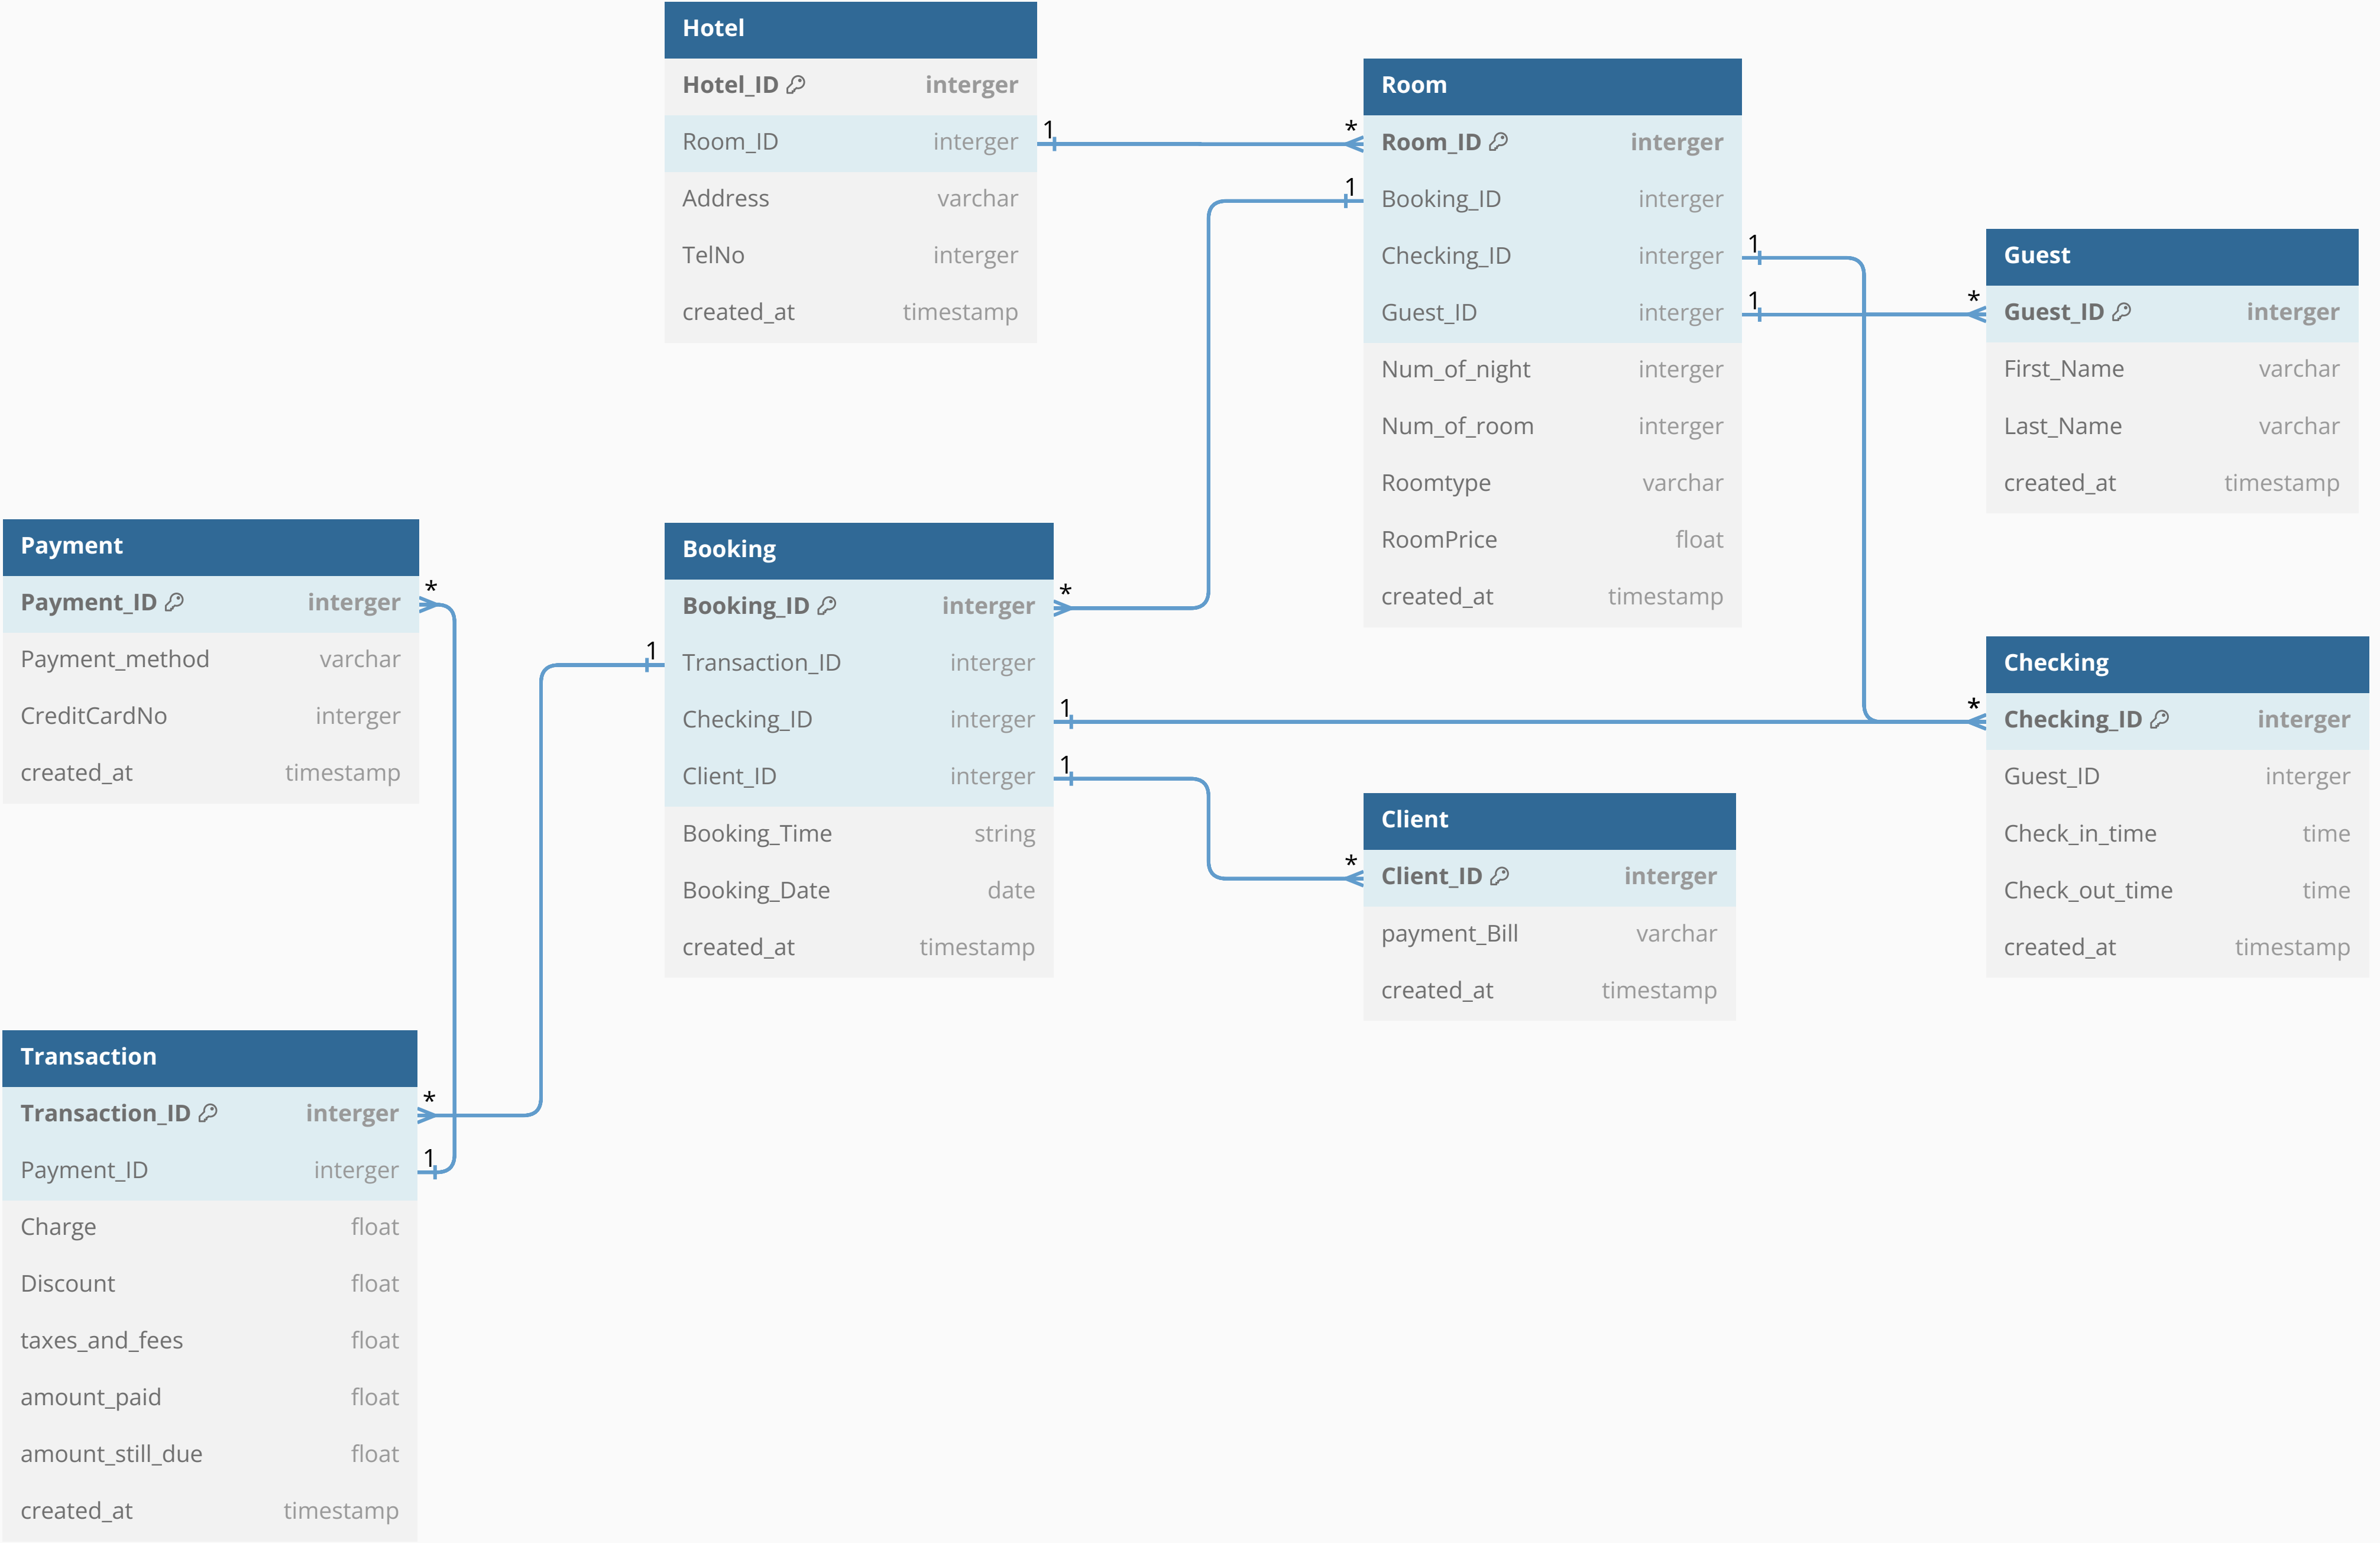 Hotel
Hotel_ID interger
Room_ID interger
Address varchar
TelNo interger
created_at timestamp
1
*
Room
Room_ID interger
Booking_ID interger
Checking_ID interger
Guest_ID interger
Num_of_night interger
Num_of_room interger
Roomtype varchar
RoomPrice float
created_at timestamp
1
1
1
*
Guest
Guest_ID interger
First_Name varchar
Last_Name varchar
created_at timestamp
Payment
Payment_ID interger
Payment_method varchar
CreditCardNo interger
created_at timestamp
*
Booking
Booking_ID interger
Transaction_ID interger
Checking_ID interger
Client_ID interger
Booking_Time string
Booking_Date date
created_at timestamp
*
1
1
1
*
Checking
Checking_ID interger
Guest_ID interger
Check_in_time time
Check_out_time time
created_at timestamp
*
Client
Client_ID interger
payment_Bill varchar
created_at timestamp
Transaction
Transaction_ID interger
Payment_ID interger
Charge float
Discount float
taxes_and_fees float
amount_paid float
amount_still_due float
created_at timestamp
*
1